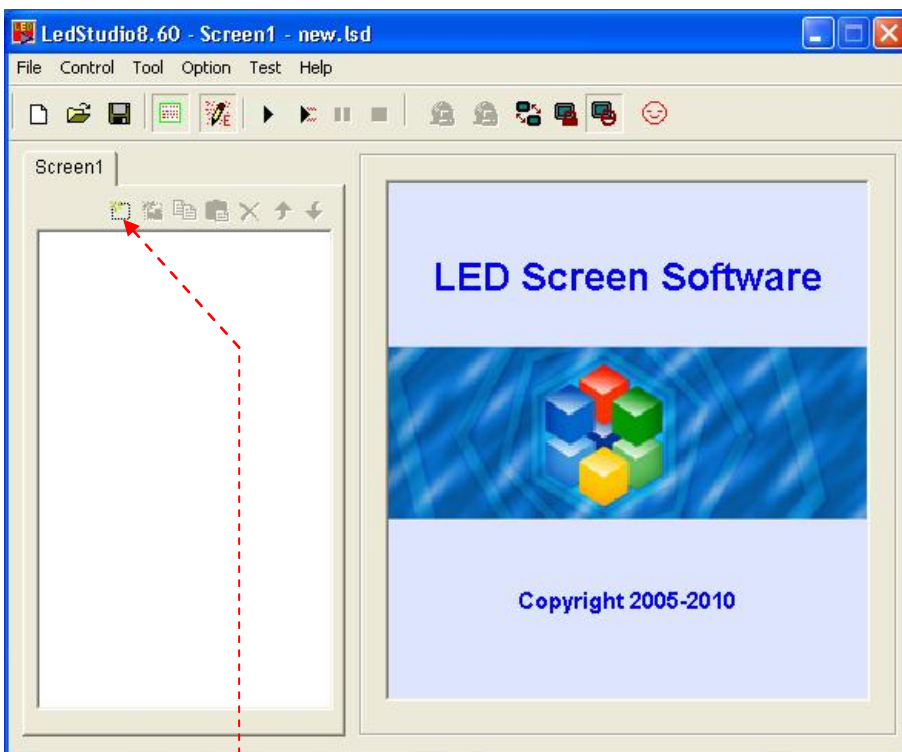 LedStudio8.60 - Screen1 - new.lsd
File Control Tool Option Test Help
Screen1
LED Screen Software
Copyright 2005-2010